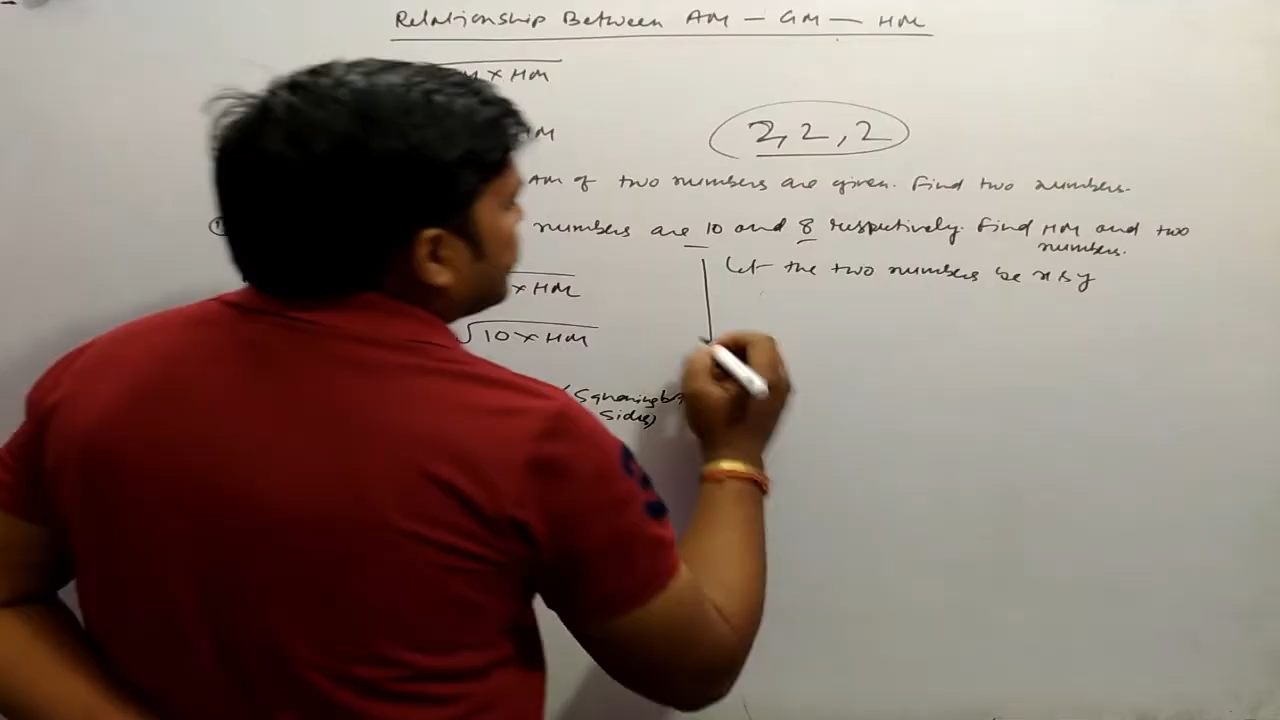 Relationship Between AM — GM — HM
M × HM
HM
2, 2, 2
AM of two numbers are given. Find two numbers.
numbers are 10 and 8 respectively. Find HM and two
numbers.
Let the two numbers be x & y
× HM
√10 × HM
(Squaring
Sides)